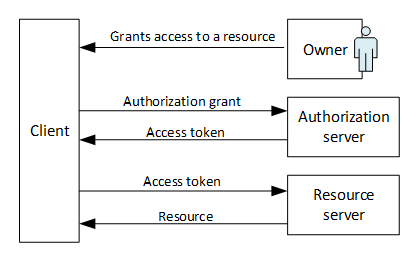 Grants access to a resource
Owner
Authorization grant
Client
Authorization
server
Access token
Access token
Resource
server
Resource